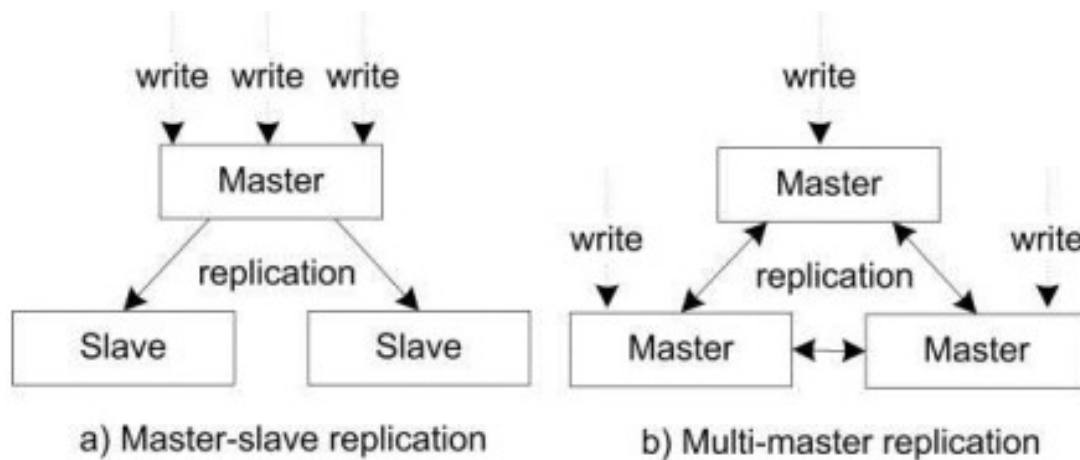 write write write
Master
replication
Slave Slave
a) Master-slave replication
write
Master
write write
replication
Master Master
b) Multi-master replication